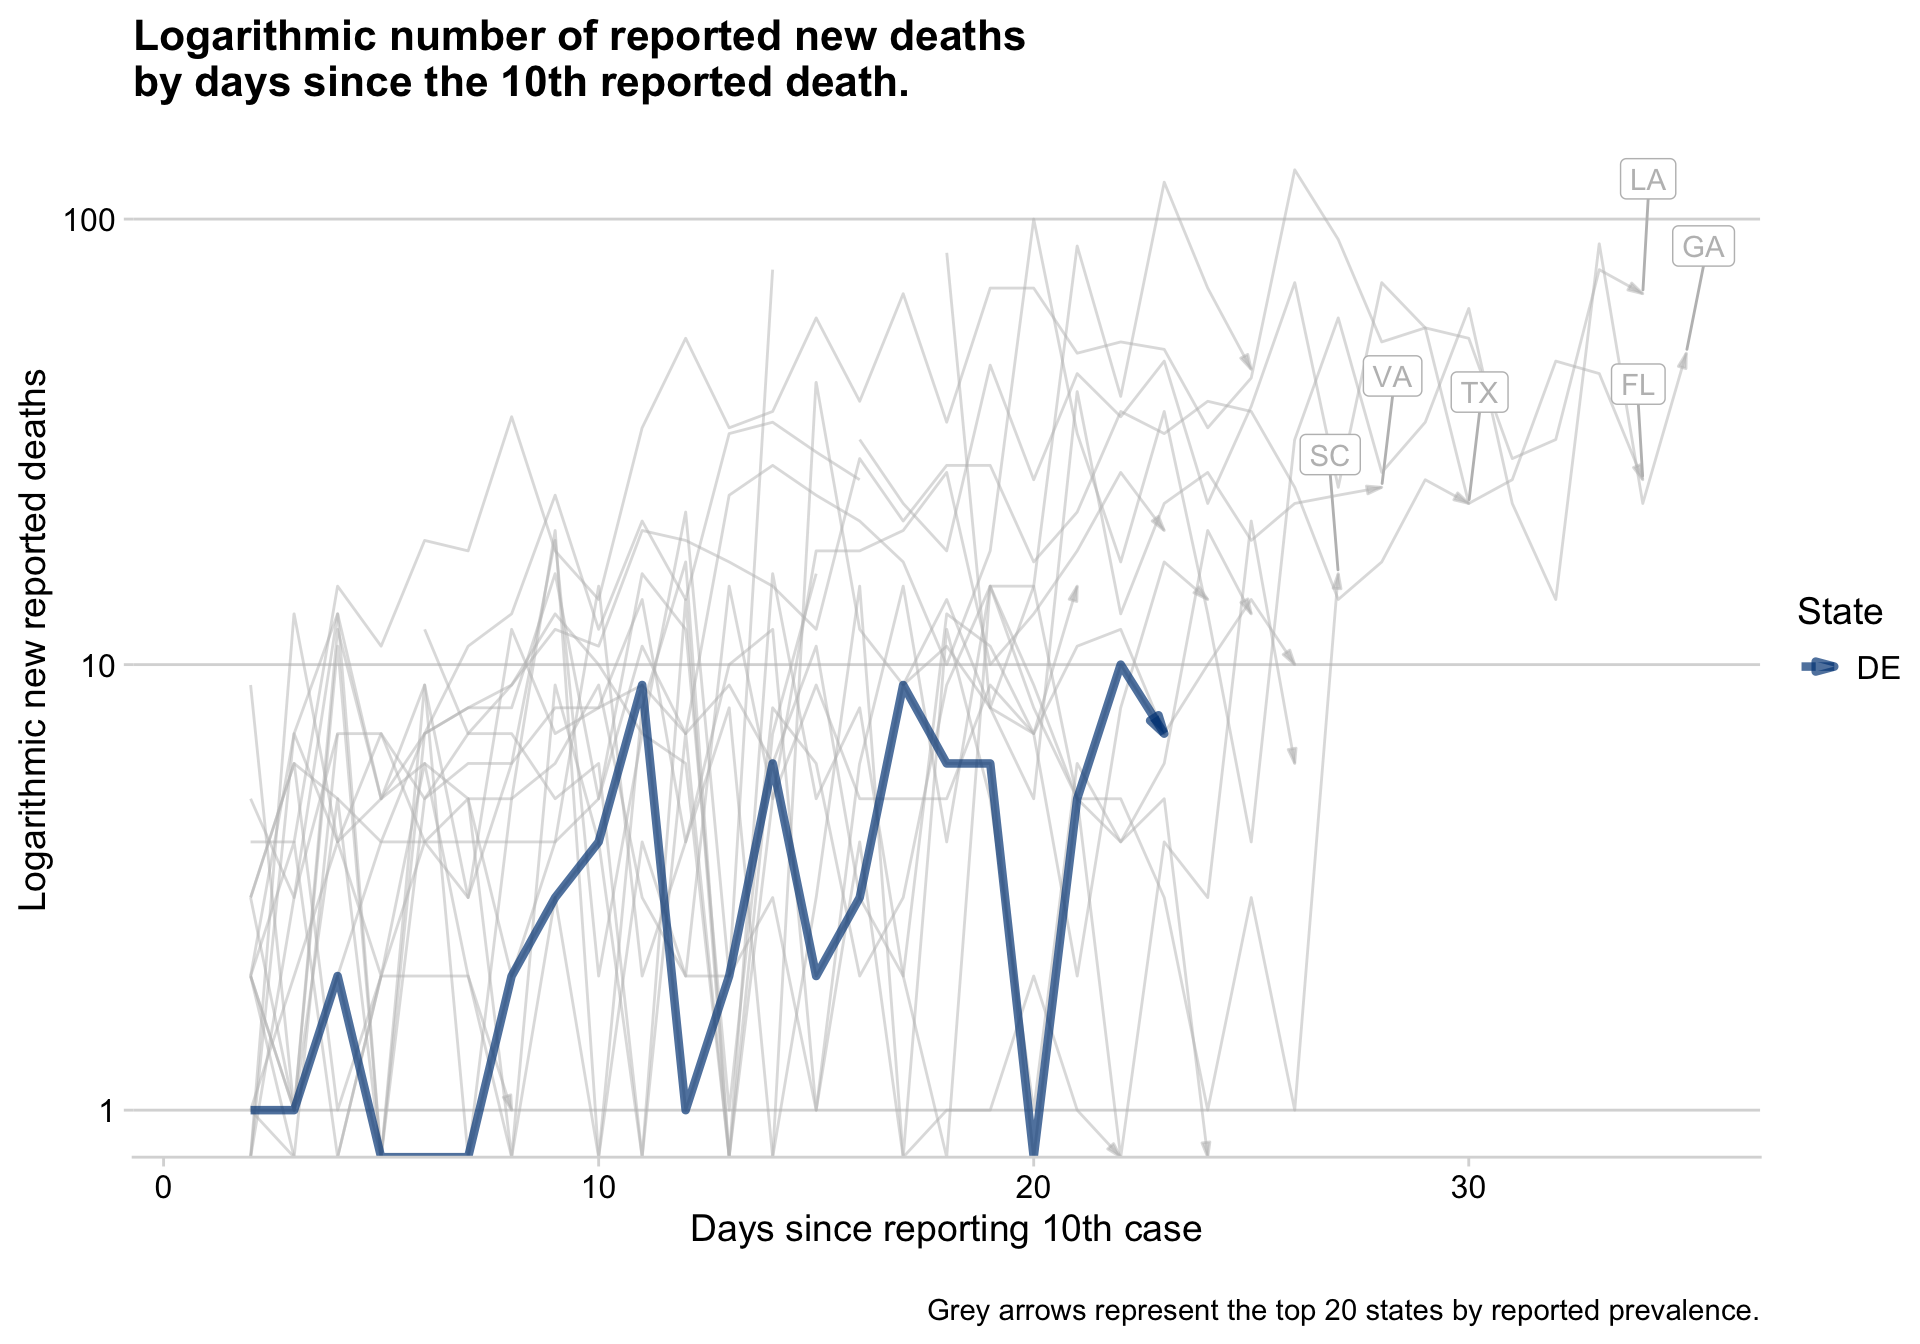 Logarithmic number of reported new deaths
by days since the 10th reported death.
Logarithmic new reported deaths
100
10
1
LA
GA
VA
TX
FL
SC
State
DE
0
10
20
30
Days since reporting 10th case
Grey arrows represent the top 20 states by reported prevalence.